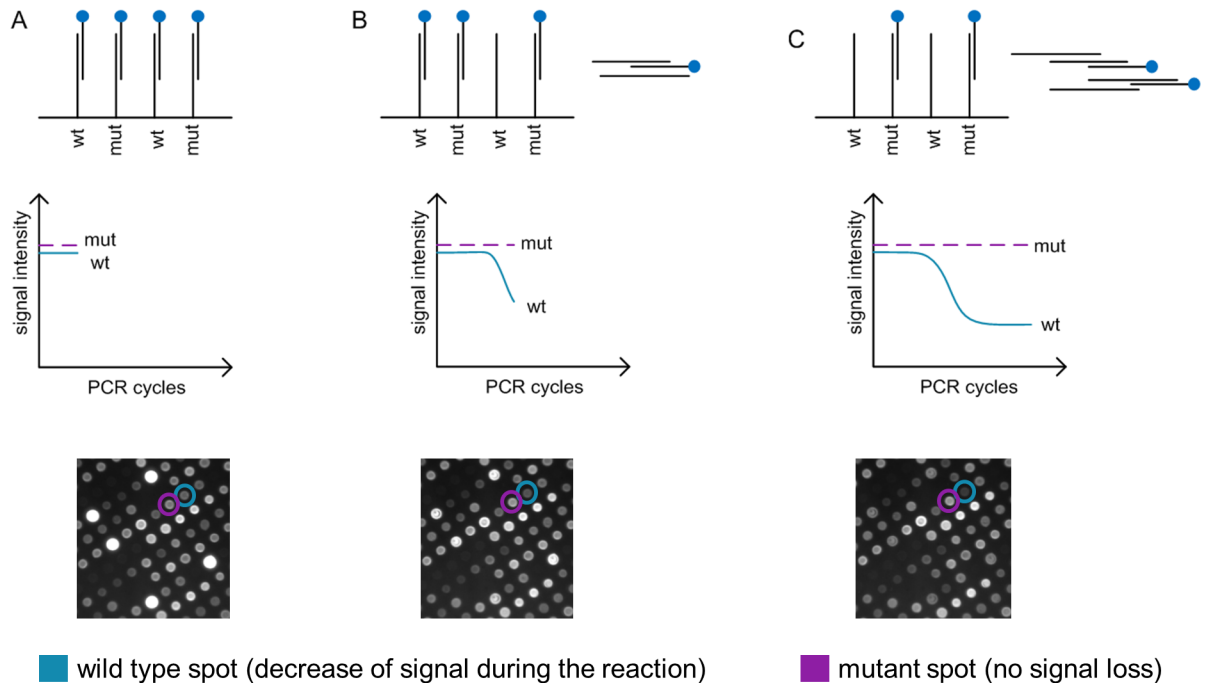 A
B
C
wt
mut
wt
mut
wt
mut
wt
mut
wt
mut
wt
mut
signal intensity
mut
wt
PCR cycles
signal intensity
mut
wt
PCR cycles
signal intensity
mut
wt
PCR cycles
wild type spot (decrease of signal during the reaction)
mutant spot (no signal loss)